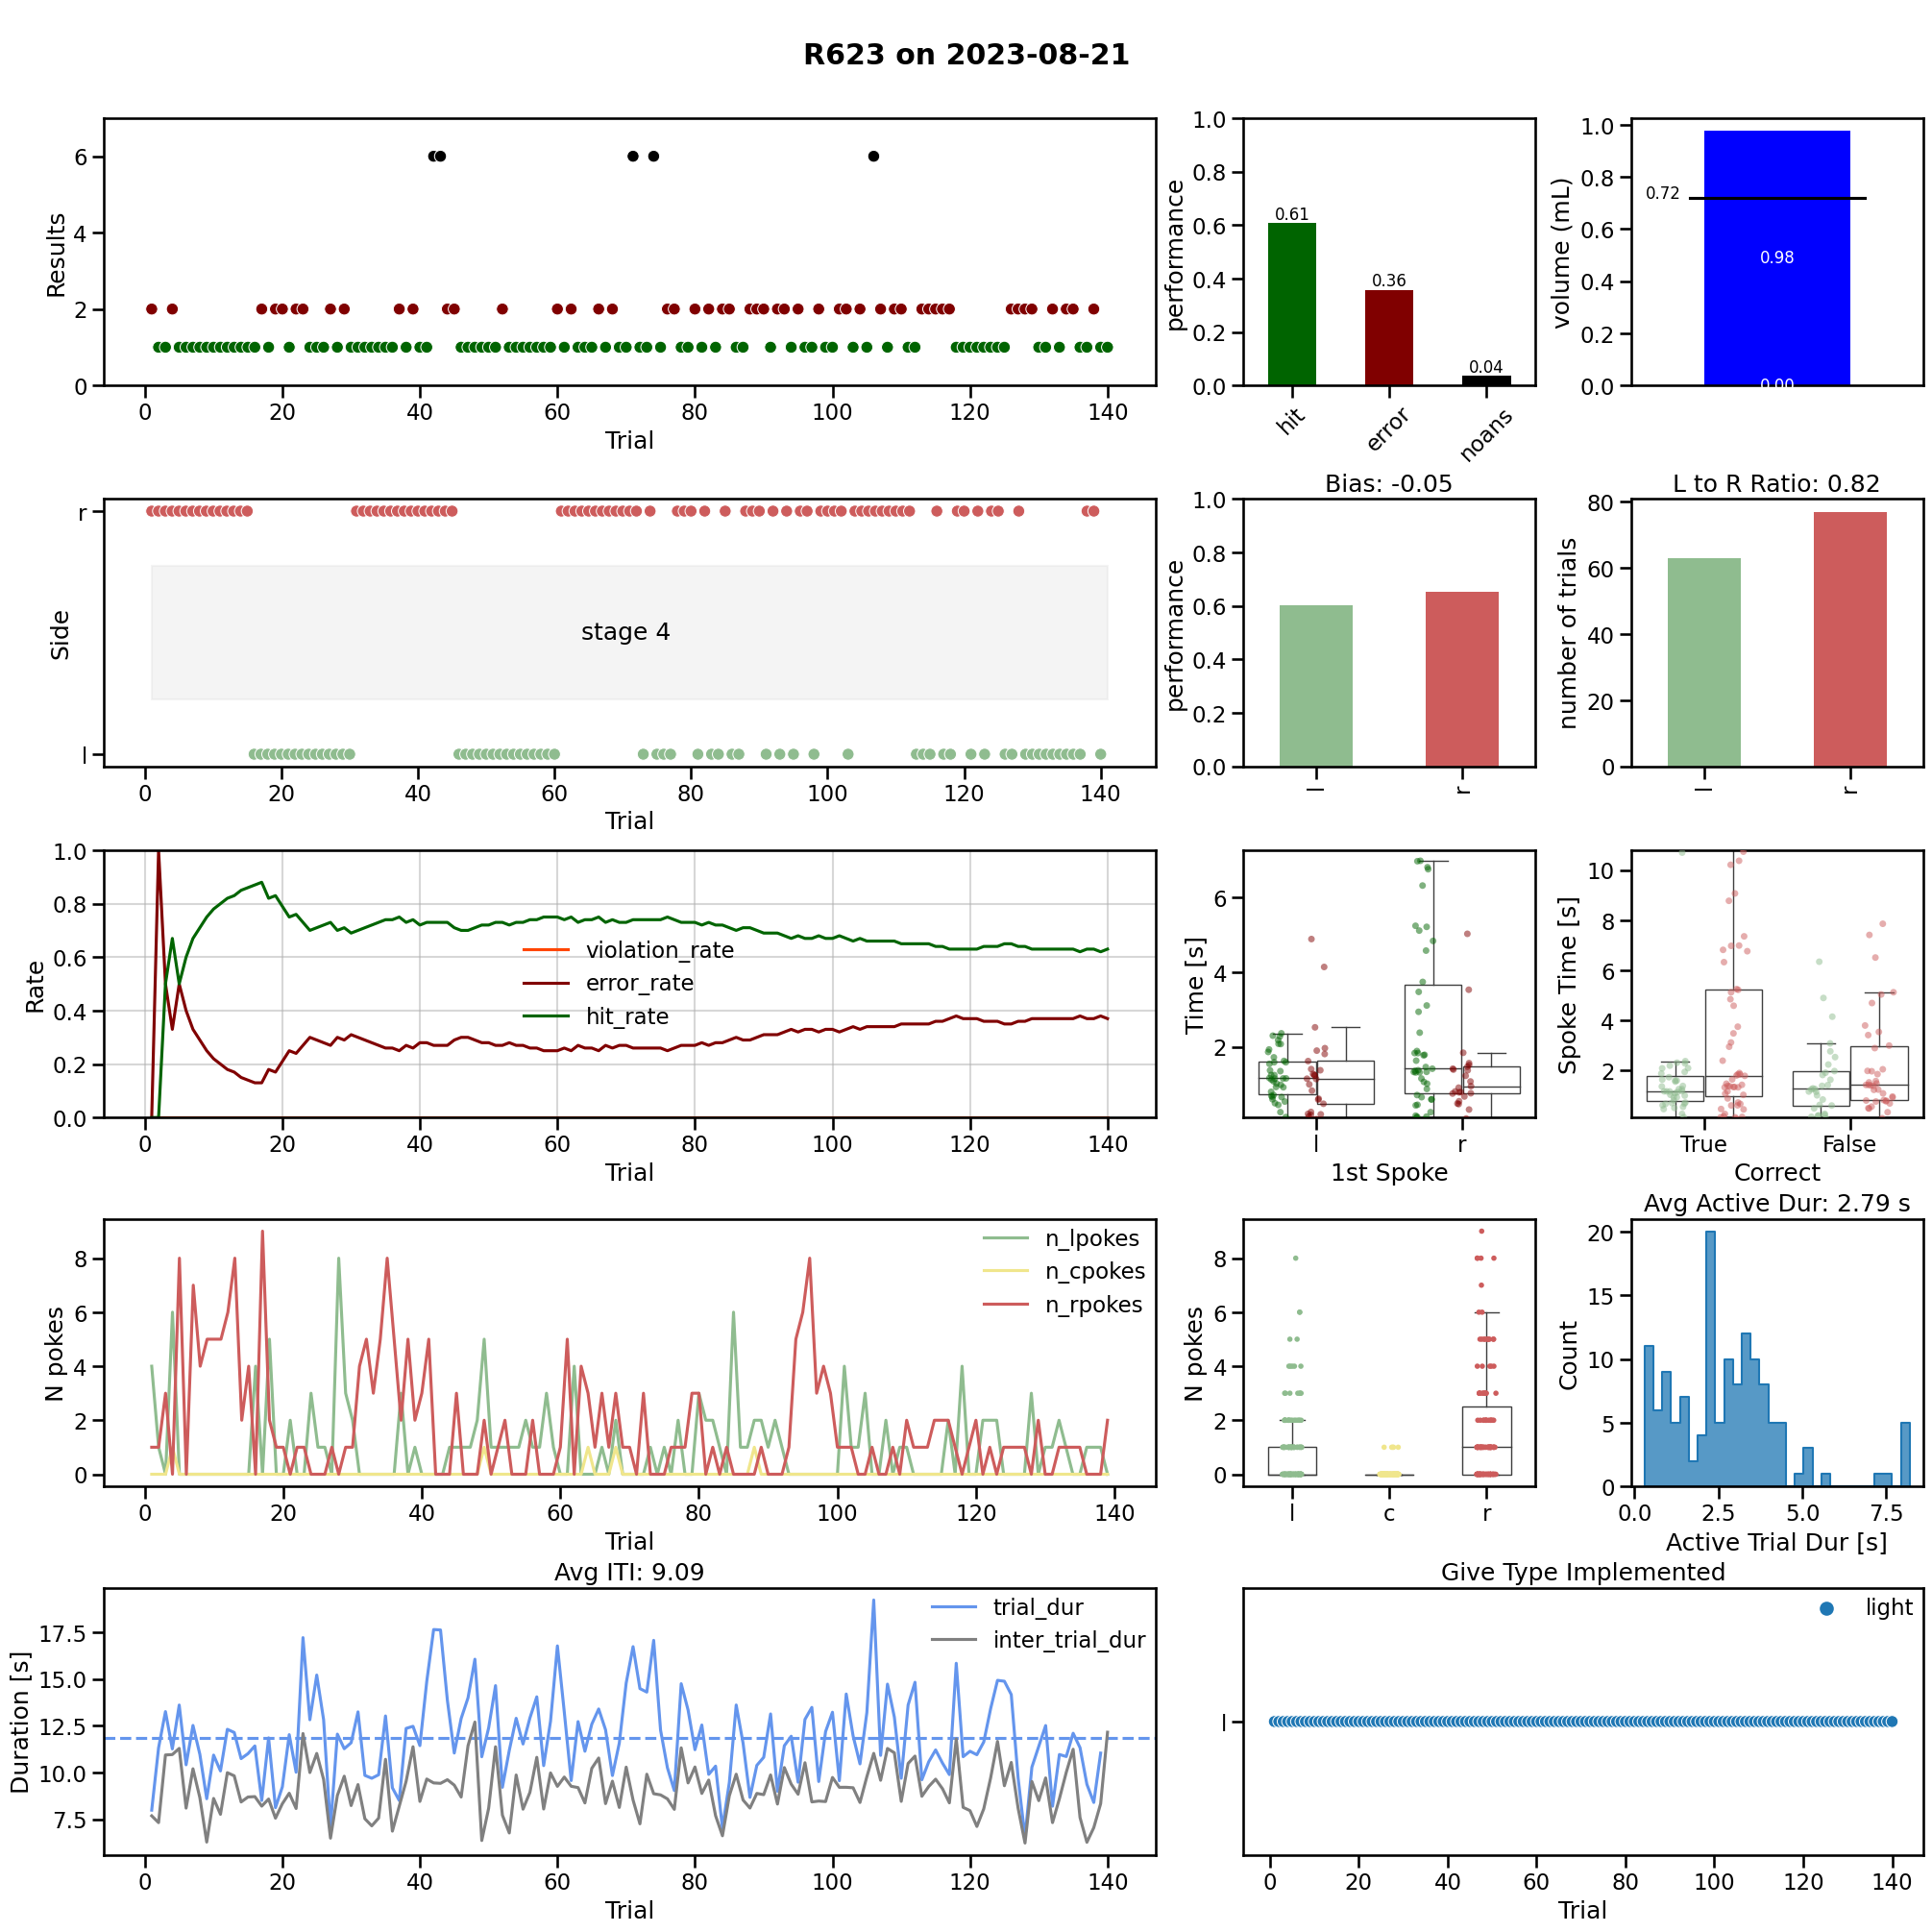 R623 on 2023-08-21
Results
6
4
2
0
0 20 40 60 80 100 120 140
Trial
performance
1.0
0.8
0.6
0.4
0.2
0.0
0.61
0.36
0.04
hit error noans
volume (mL)
1.0
0.8
0.6
0.4
0.2
0.0
0.72
0.98
0.00
Side
r
l
stage 4
0 20 40 60 80 100 120 140
Trial
Bias: -0.05
performance
1.0
0.8
0.6
0.4
0.2
0.0
l r
L to R Ratio: 0.82
number of trials
80
60
40
20
0
l r
Rate
1.0
0.8
0.6
0.4
0.2
0.0
violation_rate
error_rate
hit_rate
0 20 40 60 80 100 120 140
Trial
Time [s]
6
4
2
l r
1st Spoke
Spoke Time [s]
10
8
6
4
2
True False
Correct
N pokes
8
6
4
2
0
n_lpokes
n_cpokes
n_rpokes
0 20 40 60 80 100 120 140
Trial
N pokes
8
6
4
2
0
l c r
Avg Active Dur: 2.79 s
Count
20
15
10
5
0
0.0 2.5 5.0 7.5
Active Trial Dur [s]
Avg ITI: 9.09
Duration [s]
17.5
15.0
12.5
10.0
7.5
trial_dur
inter_trial_dur
0 20 40 60 80 100 120 140
Trial
Give Type Implemented
light
l
0 20 40 60 80 100 120 140
Trial